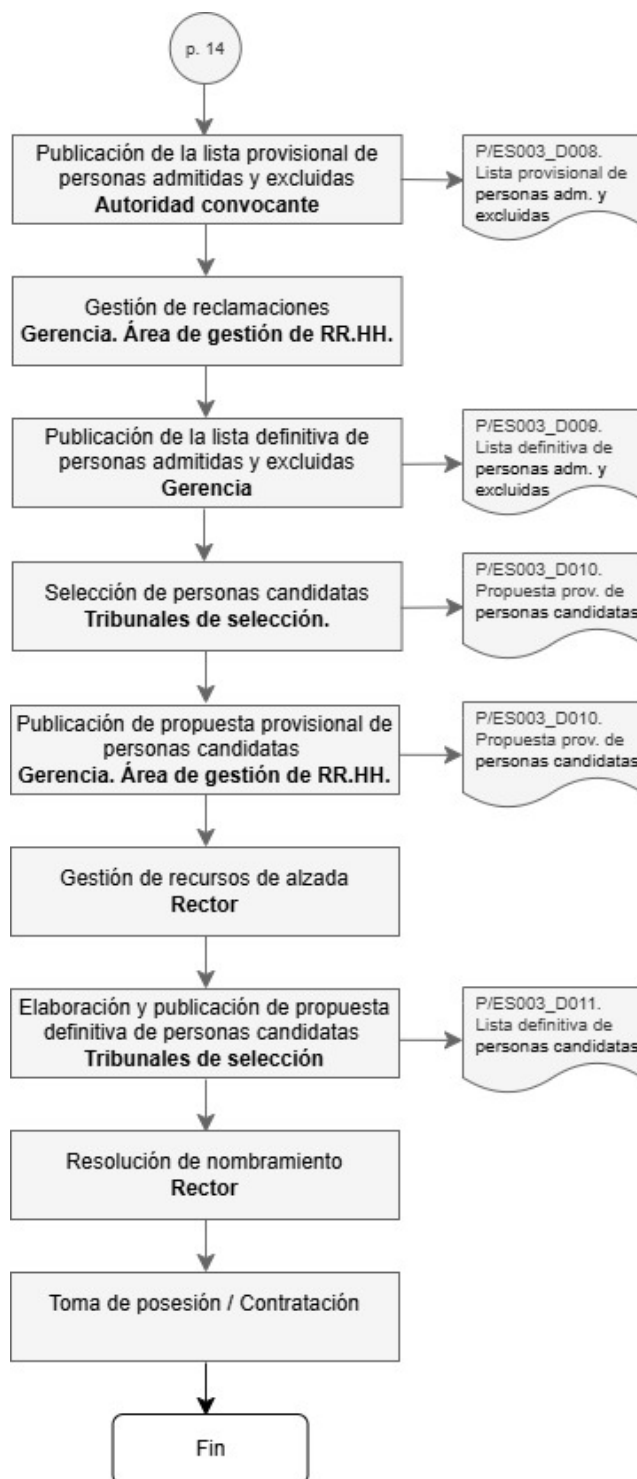 p. 14
Publicación de la lista provisional de
personas admitidas y excluidas
Autoridad convocante
P/ES003_D008.
Lista provisional de
personas adm. y
excluidas
Gestión de reclamaciones
Gerencia. Área de gestión de RR.HH.
Publicación de la lista definitiva de
personas admitidas y excluidas
Gerencia
P/ES003_D009.
Lista definitiva de
personas adm. y
excluidas
Selección de personas candidatas
Tribunales de selección.
P/ES003_D010.
Propuesta prov. de
personas candidatas
Publicación de propuesta provisional de
personas candidatas
Gerencia. Área de gestión de RR.HH.
P/ES003_D010.
Propuesta prov. de
personas candidatas
Gestión de recursos de alzada
Rector
Elaboración y publicación de propuesta
definitiva de personas candidatas
Tribunales de selección
P/ES003_D011.
Lista definitiva de
personas candidatas
Resolución de nombramiento
Rector
Toma de posesión / Contratación
Fin